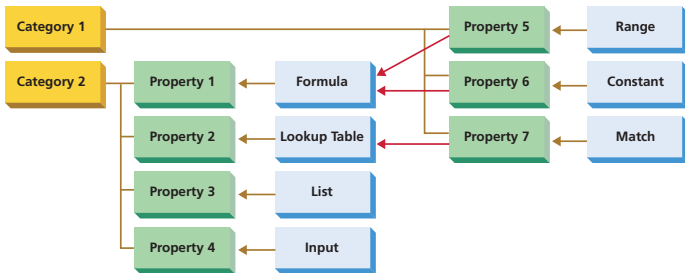 Category 1
Property 5
Range
Category 2
Property 1
Formula
Property 6
Constant
Property 2
Lookup Table
Property 7
Match
Property 3
List
Property 4
Input